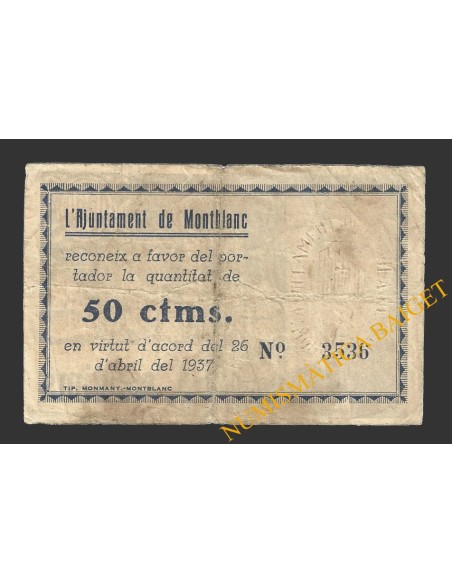 L'Ajuntament de Montblanc
reconeix a favor del por-
tador la quantitat de
50 ctms.
en virtut d'acord del 26
d'abril del 1937
Nº 3536
TIP. MONMANY.-MONTBLANC
NUMISMATICA BAIGET